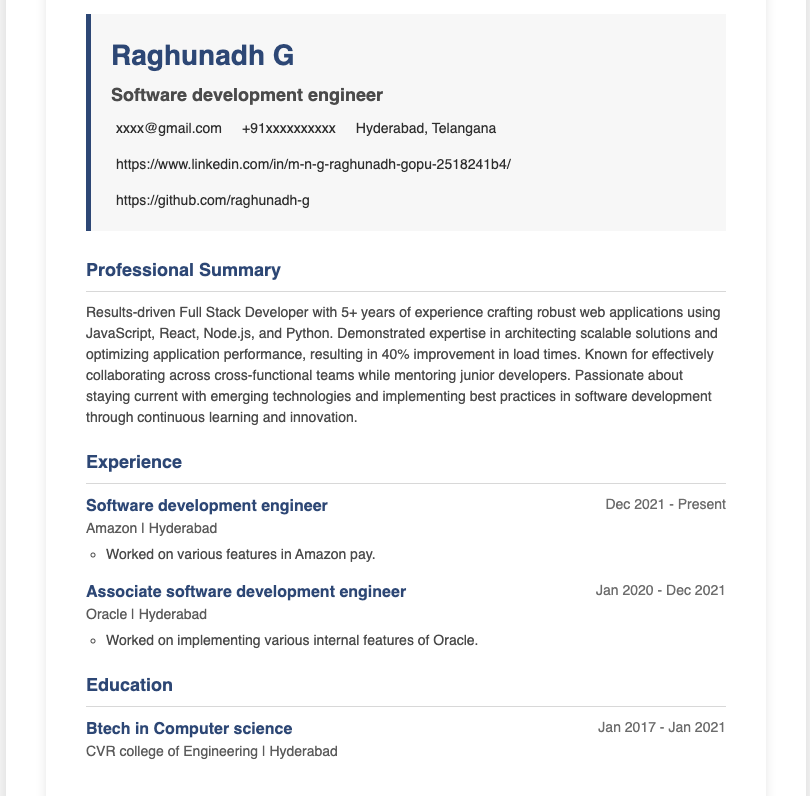 Raghunadh G
Software development engineer
xxxx@gmail.com +91xxxxxxxxxx Hyderabad, Telangana
https://www.linkedin.com/in/m-n-g-raghunadh-gopu-2518241b4/
https://github.com/raghunadh-g
Professional Summary
Results-driven Full Stack Developer with 5+ years of experience crafting robust web applications using
JavaScript, React, Node.js, and Python. Demonstrated expertise in architecting scalable solutions and
optimizing application performance, resulting in 40% improvement in load times. Known for effectively
collaborating across cross-functional teams while mentoring junior developers. Passionate about
staying current with emerging technologies and implementing best practices in software development
through continuous learning and innovation.
Experience
Software development engineer Dec 2021 - Present
Amazon | Hyderabad
Worked on various features in Amazon pay.
Associate software development engineer Jan 2020 - Dec 2021
Oracle | Hyderabad
Worked on implementing various internal features of Oracle.
Education
Btech in Computer science Jan 2017 - Jan 2021
CVR college of Engineering | Hyderabad